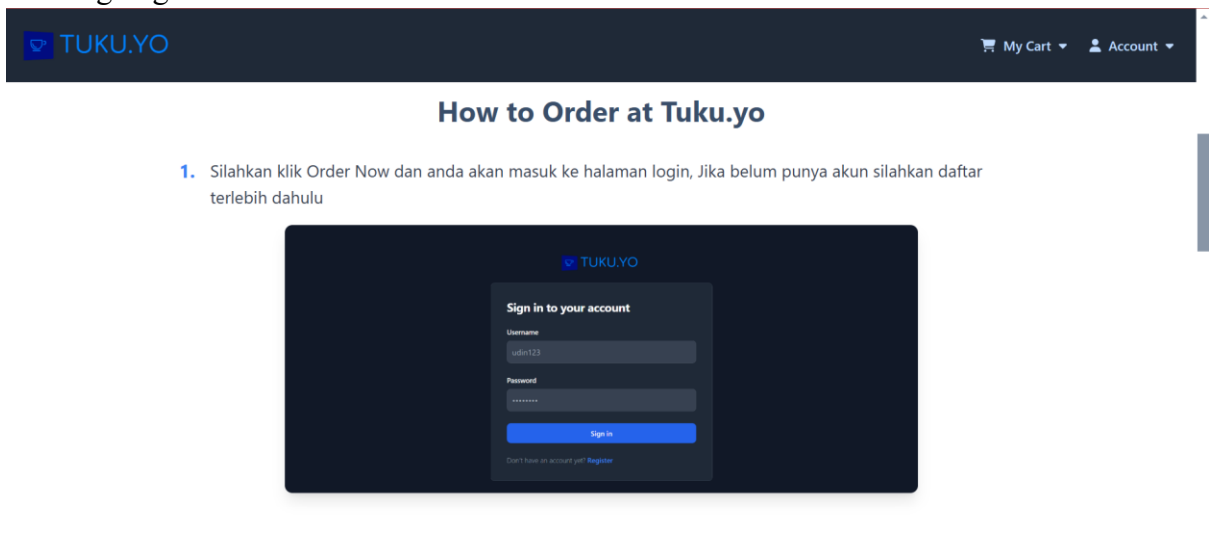 TUKU.YO
My Cart
Account
How to Order at Tuku.yo
1. Silahkan klik Order Now dan anda akan masuk ke halaman login, Jika belum punya akun silahkan daftar
terlebih dahulu
TUKU.YO
Sign in to your account
Username
udin123
Password
••••••••
Sign in
Don't have an account yet? Register